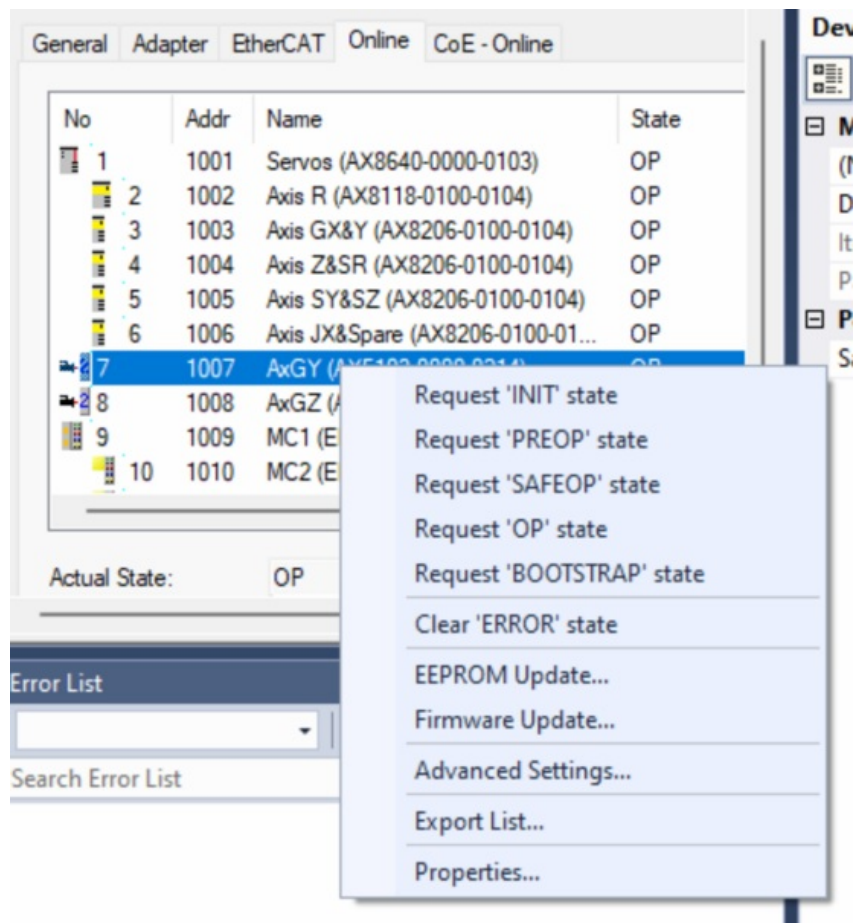 General Adapter EtherCAT Online CoE - Online
No Addr Name State
1 1001 Servos (AX8640-0000-0103) OP
2 1002 Axis R (AX8118-0100-0104) OP
3 1003 Axis GX&Y (AX8206-0100-0104) OP
4 1004 Axis Z&SR (AX8206-0100-0104) OP
5 1005 Axis SY&SZ (AX8206-0100-0104) OP
6 1006 Axis JX&Spare (AX8206-0100-01... OP
7 1007 AxGY
8 1008 AxGZ
9 1009 MC1
10 1010 MC2
Actual State: OP
Request 'INIT' state
Request 'PREOP' state
Request 'SAFEOP' state
Request 'OP' state
Request 'BOOTSTRAP' state
Clear 'ERROR' state
EEPROM Update...
Firmware Update...
Advanced Settings...
Export List...
Properties...
Error List
Search Error List